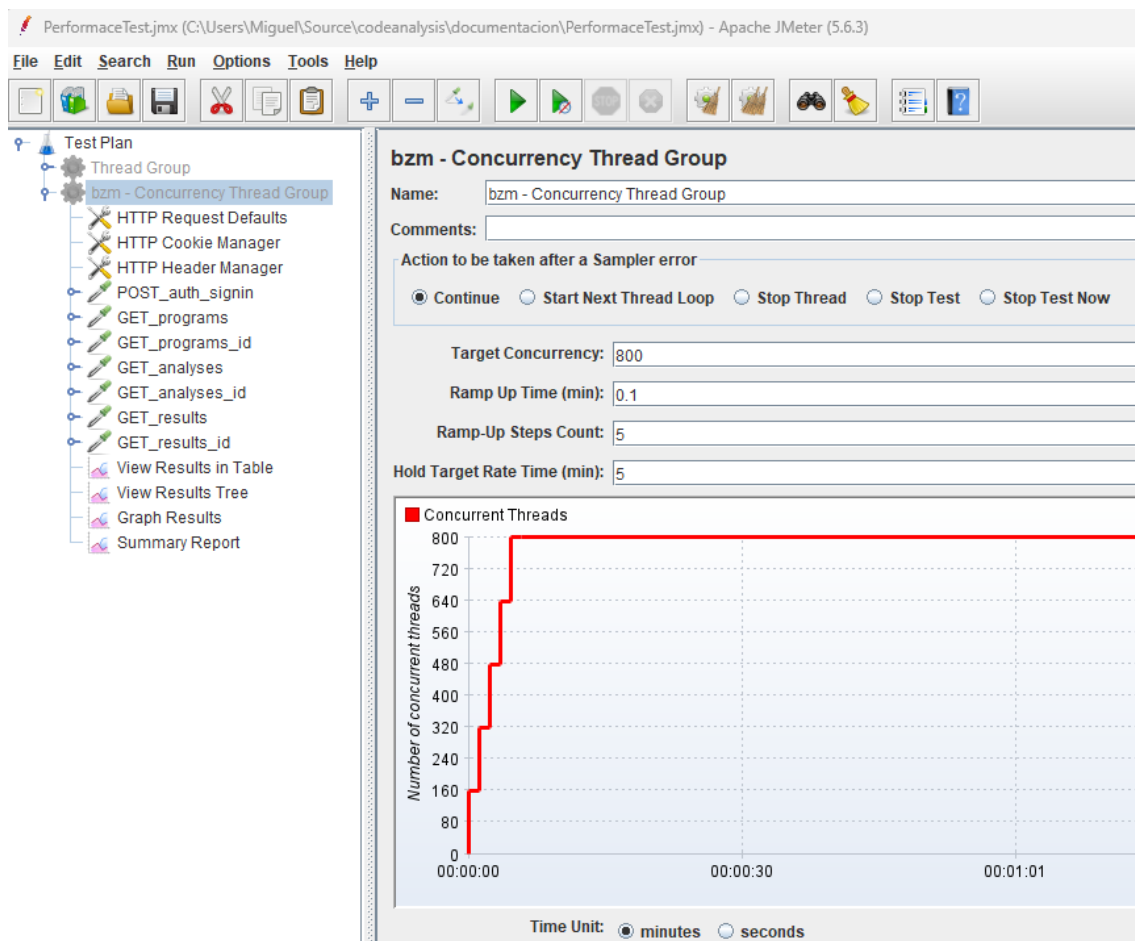 PerformaceTest.jmx (C:\Users\Miguel\Source\codeanalysis\documentacion\PerformaceTest.jmx) - Apache JMeter (5.6.3)
File Edit Search Run Options Tools Help
STOP
Test Plan
Thread Group
bzm - Concurrency Thread Group
HTTP Request Defaults
HTTP Cookie Manager
HTTP Header Manager
POST_auth_signin
GET_programs
GET_programs_id
GET_analyses
GET_analyses_id
GET_results
GET_results_id
View Results in Table
View Results Tree
Graph Results
Summary Report
bzm - Concurrency Thread Group
Name: bzm - Concurrency Thread Group
Comments:
Action to be taken after a Sampler error
Continue Start Next Thread Loop Stop Thread Stop Test Stop Test Now
Target Concurrency: 800
Ramp Up Time (min): 0.1
Ramp-Up Steps Count: 5
Hold Target Rate Time (min): 5
Concurrent Threads
Number of concurrent threads
800
720
640
560
480
400
320
240
160
80
0
00:00:00 00:00:30 00:01:01
Time Unit: minutes seconds